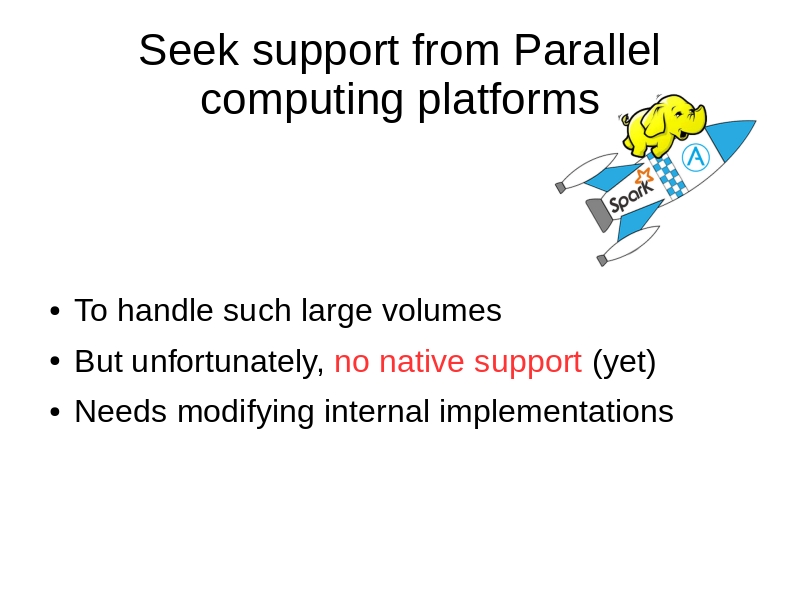 Seek support from Parallel
computing platforms
Spark
• To handle such large volumes
• But unfortunately, no native support (yet)
• Needs modifying internal implementations